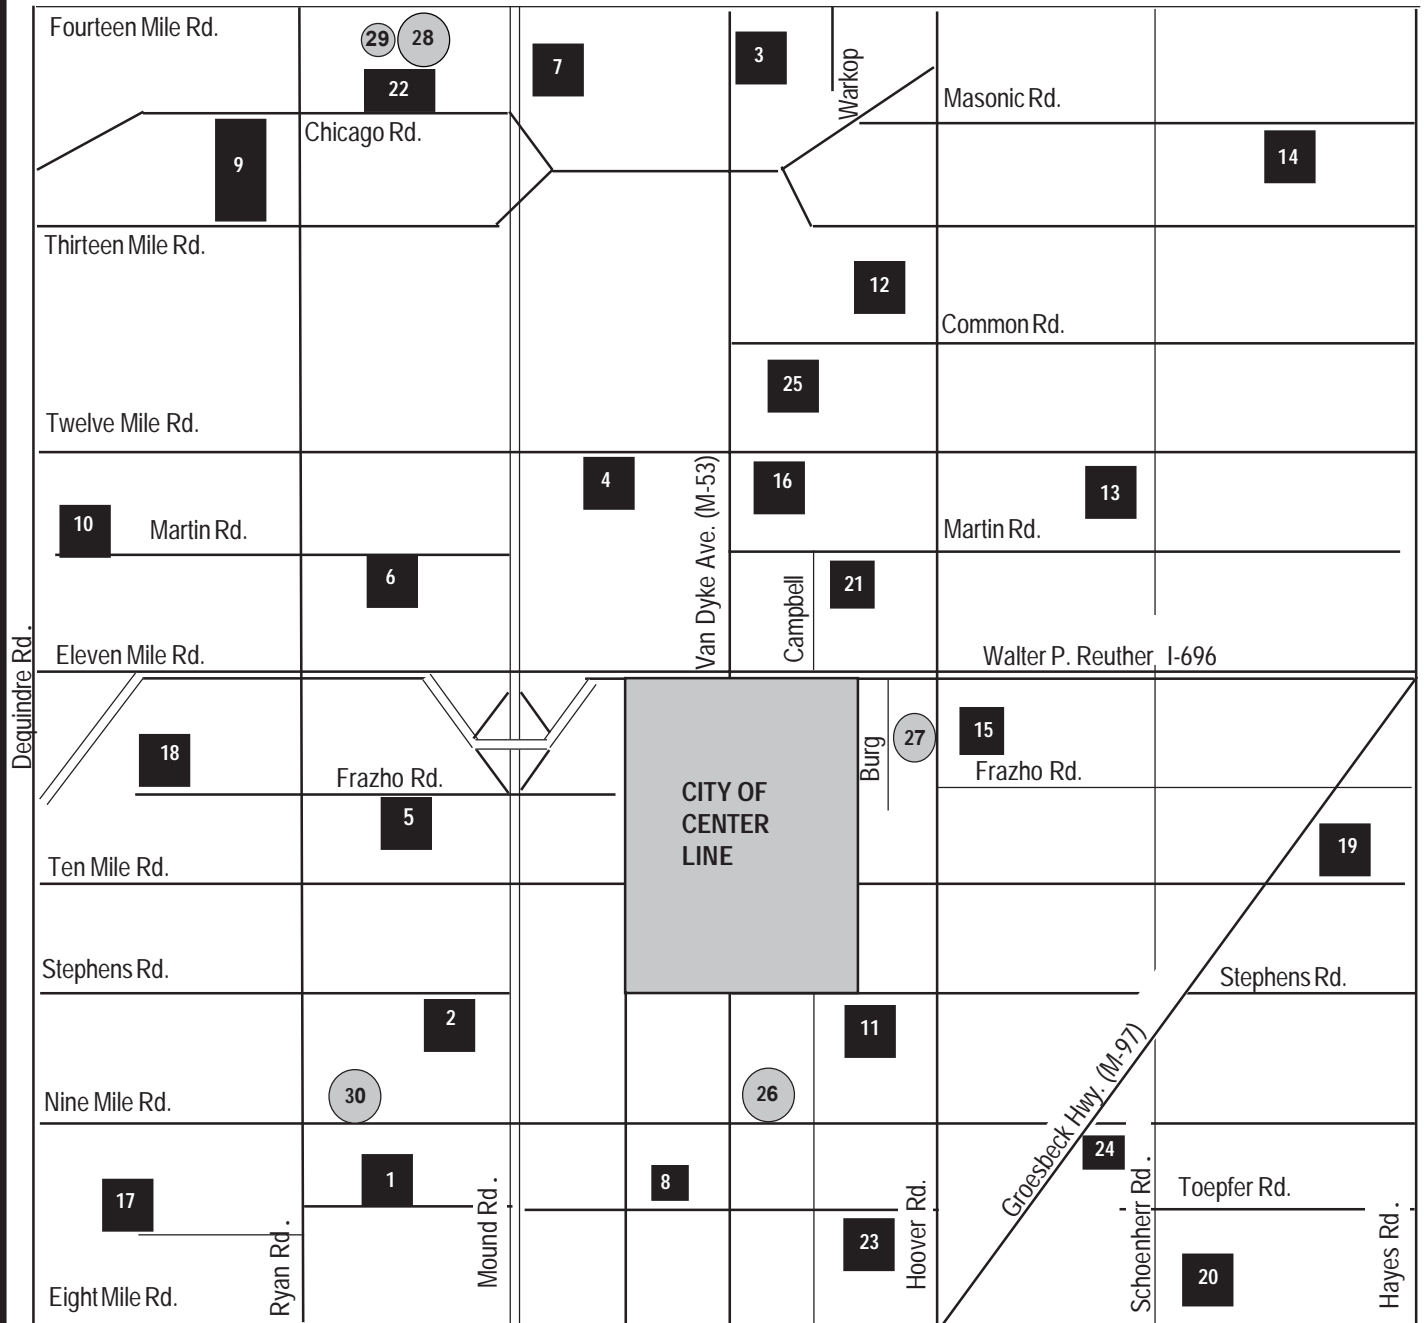 Fourteen Mile Rd.
29
28
7
3
22
Warkop
Masonic Rd.
Chicago Rd.
9
14
Thirteen Mile Rd.
12
Common Rd.
25
Twelve Mile Rd.
4
Van Dyke Ave. (M-53)
16
13
10
Martin Rd.
Martin Rd.
6
Campbell
21
Dequindre Rd.
Eleven Mile Rd.
Walter P. Reuther I-696
18
Burg
27
15
Frazho Rd.
Frazho Rd.
CITY OF
CENTER
LINE
5
19
Ten Mile Rd.
Stephens Rd.
Stephens Rd.
2
11
Groesbeck Hwy. (M-97)
30
26
Nine Mile Rd.
24
1
8
17
Toepfer Rd.
Ryan Rd.
Mound Rd.
23
Hoover Rd.
Schoenherr Rd.
20
Hayes Rd.
Eight Mile Rd.